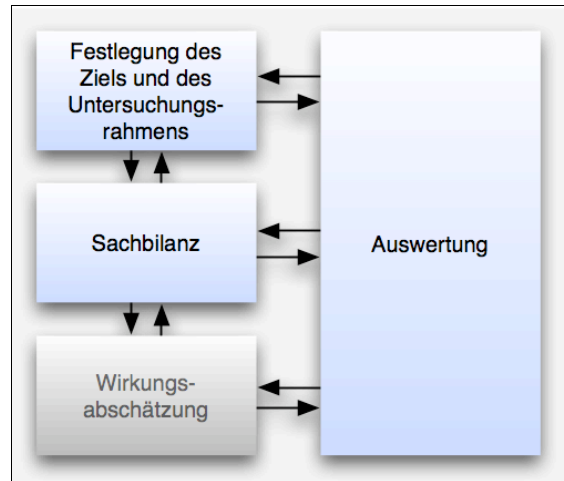 Festlegung des
Ziels und des
Untersuchungs-
rahmens
Sachbilanz
Auswertung
Wirkungs-
abschätzung